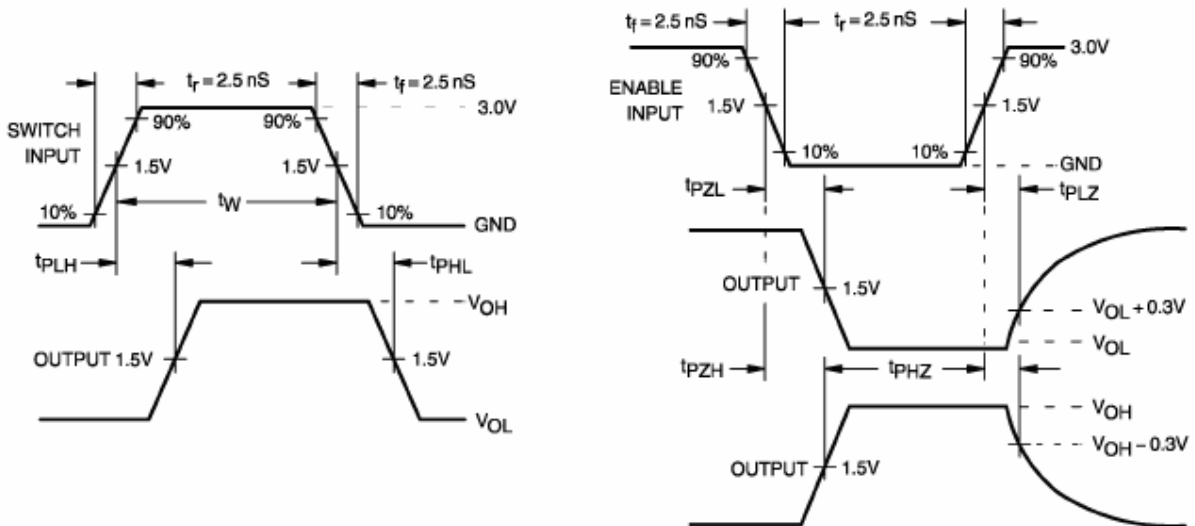 tr = 2.5 nS
tf = 2.5 nS
3.0V
90%
90%
SWITCH
INPUT
1.5V
1.5V
10%
tW
10%
GND
tPLH
tPHL
VOH
OUTPUT 1.5V
1.5V
VOL
tf = 2.5 nS
tr = 2.5 nS
3.0V
90%
90%
ENABLE
INPUT
1.5V
1.5V
10%
10%
GND
tPZL
tPLZ
OUTPUT
1.5V
VOL + 0.3V
VOL
tPZH
tPHZ
VOH
VOH – 0.3V
OUTPUT
1.5V